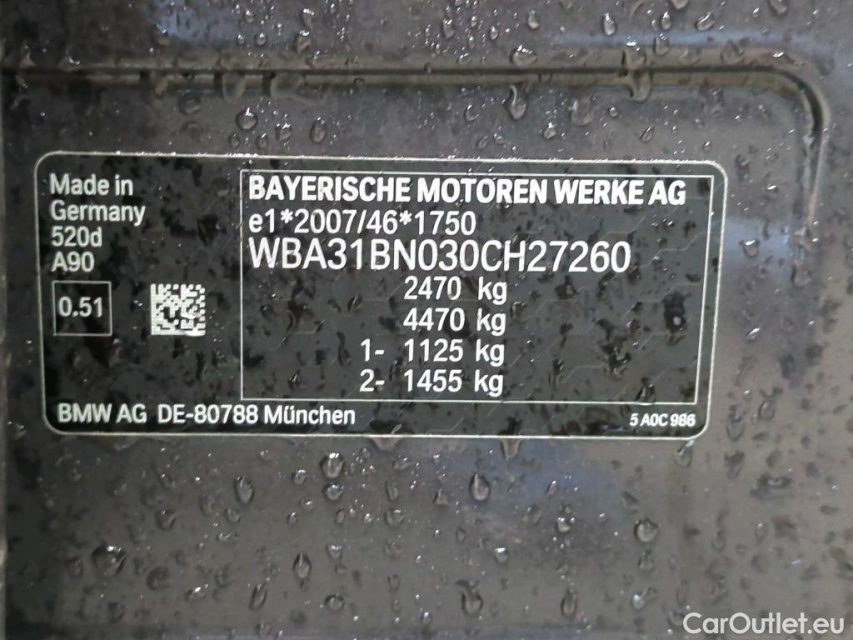 Made in
Germany
520d
A90
0.51
BAYERISCHE MOTOREN WERKE AG
e1*2007/46*1750
WBA31BN030CH27260
2470 kg
4470 kg
1- 1125 kg
2- 1455 kg
BMW AG DE-80788 München
5 A0C 986
CarOutlet.eu